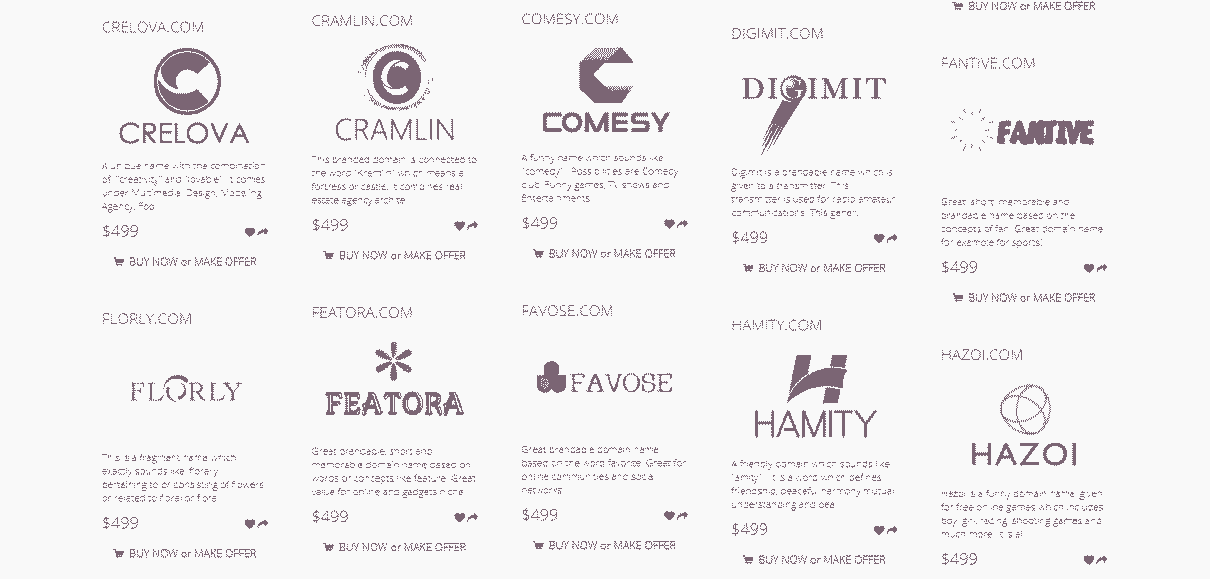 CRELOVA.COM
CRELOVA
A unique name with the combination
of "creativity" and "lovable". It comes
under Multimedia, Design, Modeling
Agency, Foo
$499
BUY NOW or MAKE OFFER
CRAMLIN.COM
CRAMLIN
This branded domain is connected to
the word "Kremlin" which means a
fortress or castle. It combines real
estate agency archite
$499
BUY NOW or MAKE OFFER
COMESY.COM
COMESY
A funny name which sounds like
"comedy". Possibilities are Comedy
club, Funny games, TV shows and
Entertainments
$499
BUY NOW or MAKE OFFER
DIGIMIT.COM
DIGIMIT
Digimit is a brandable name which is
given to a transmitter. This
transmitter is used for radio amateur
communications. This gener
$499
BUY NOW or MAKE OFFER
BUY NOW or MAKE OFFER
FANTIVE.COM
FANTIVE
Great, short, memorable and
brandable name based on the
concepts of fan. Great domain name
for example for sports!
$499
BUY NOW or MAKE OFFER
FLORLY.COM
FLORLY
This is a fragment name which
exactly sounds like florary
pertaining to or consisting of flowers
or related to floral or flora
$499
BUY NOW or MAKE OFFER
FEATORA.COM
FEATORA
Great brandable, short and
memorable domain name based on
words or concepts like feature. Great
value for online and gadgets niche
$499
BUY NOW or MAKE OFFER
FAVOSE.COM
FAVOSE
Great brandable domain name
based on the word favorite. Great for
online communities and social
networks
$499
BUY NOW or MAKE OFFER
HAMITY.COM
HAMITY
A friendly domain which sounds like
"amity". It is a word which defines
friendship, peaceful harmony mutual
understanding and pea
$499
BUY NOW or MAKE OFFER
HAZOI.COM
HAZOI
Hazoi is a funny domain name given
for free online games which includes
boy, girl, racing, shooting games and
much more. It is al
$499